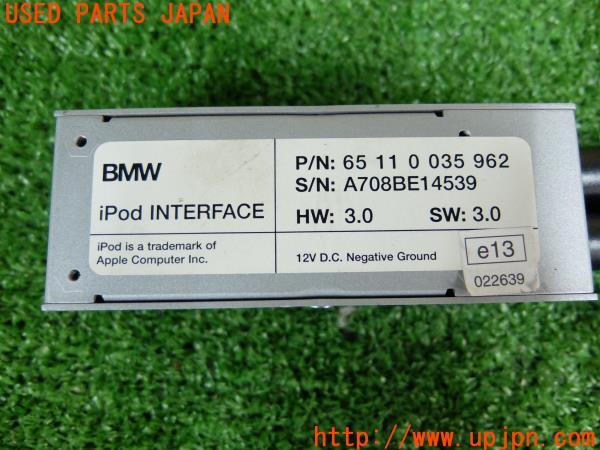 USED PARTS JAPAN
BMW
iPod INTERFACE
iPod is a trademark of
Apple Computer Inc.
P/N: 65 11 0 035 962
S/N: A708BE14539
HW: 3.0 SW: 3.0
12V D.C. Negative Ground
e13
022639
http://www.upjpn.com/